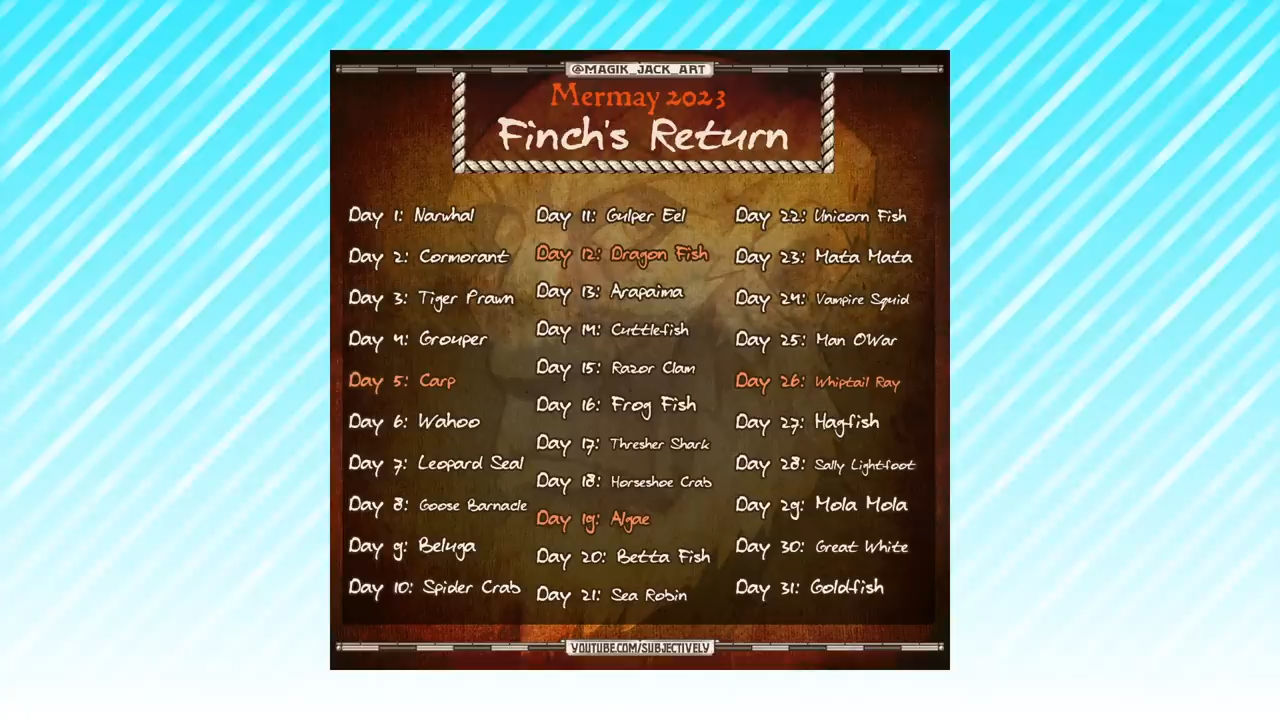 @MAGIK_JACK_ART
Mermay 2023
Finch's Return
Day 1: Narwhal
Day 2: Cormorant
Day 3: Tiger Prawn
Day 4: Grouper
Day 5: Carp
Day 6: Wahoo
Day 7: Leopard Seal
Day 8: Goose Barnacle
Day 9: Beluga
Day 10: Spider Crab
Day 11: Gulper Eel
Day 12: Dragon Fish
Day 13: Arapaima
Day 14: Cuttlefish
Day 15: Razor Clam
Day 16: Frog Fish
Day 17: Thresher Shark
Day 18: Horseshoe Crab
Day 19: Algae
Day 20: Betta Fish
Day 21: Sea Robin
Day 22: Unicorn Fish
Day 23: Mata Mata
Day 24: Vampire Squid
Day 25: Man OWar
Day 26: Whiptail Ray
Day 27: Hagfish
Day 28: Sally Lightfoot
Day 29: Mola Mola
Day 30: Great White
Day 31: Goldfish
YOUTUBE.COM/SUBJECTIVELY